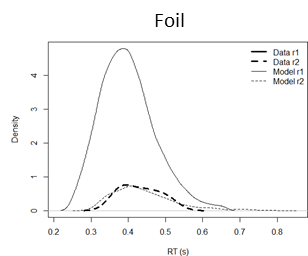 Foil
Data r1
Data r2
Model r1
Model r2
Density
4
3
2
1
0
0.2 0.3 0.4 0.5 0.6 0.7 0.8
RT (s)